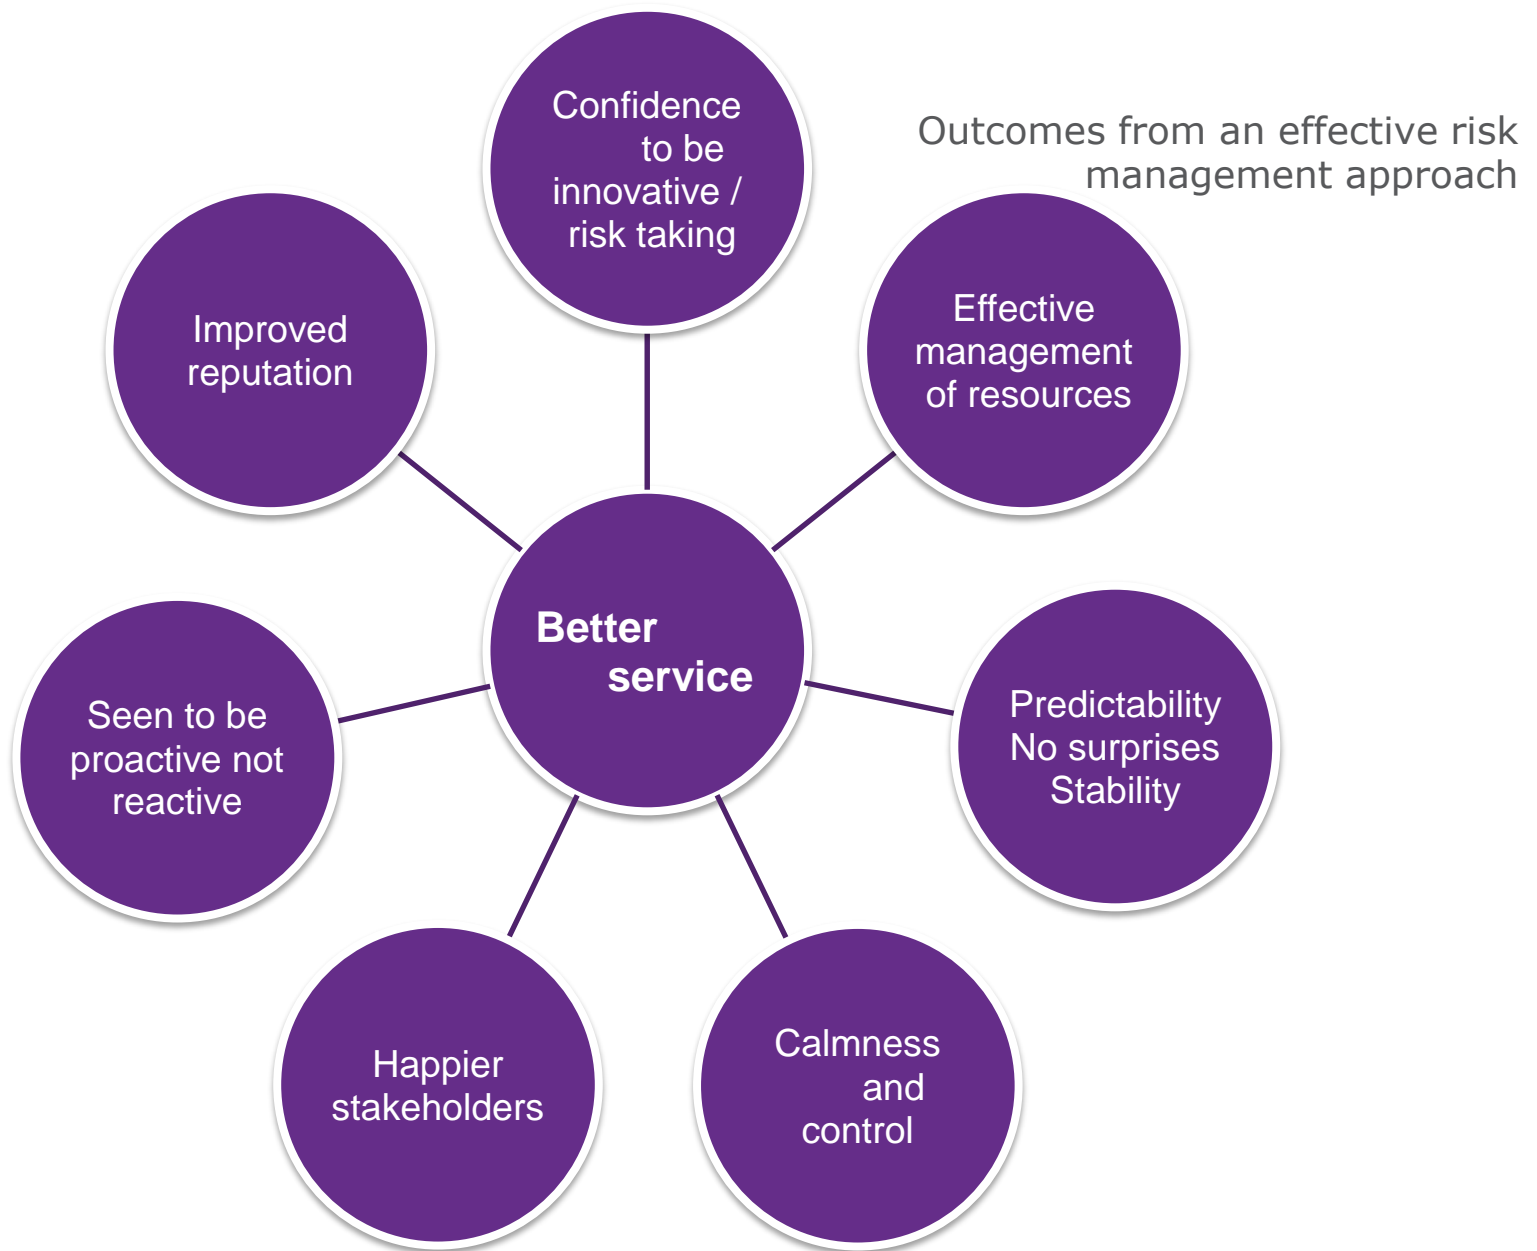 Outcomes from an effective risk
management approach
Confidence
to be
innovative /
risk taking
Effective
management
of resources
Predictability
No surprises
Stability
Calmness
and
control
Happier
stakeholders
Seen to be
proactive not
reactive
Improved
reputation
Better
service